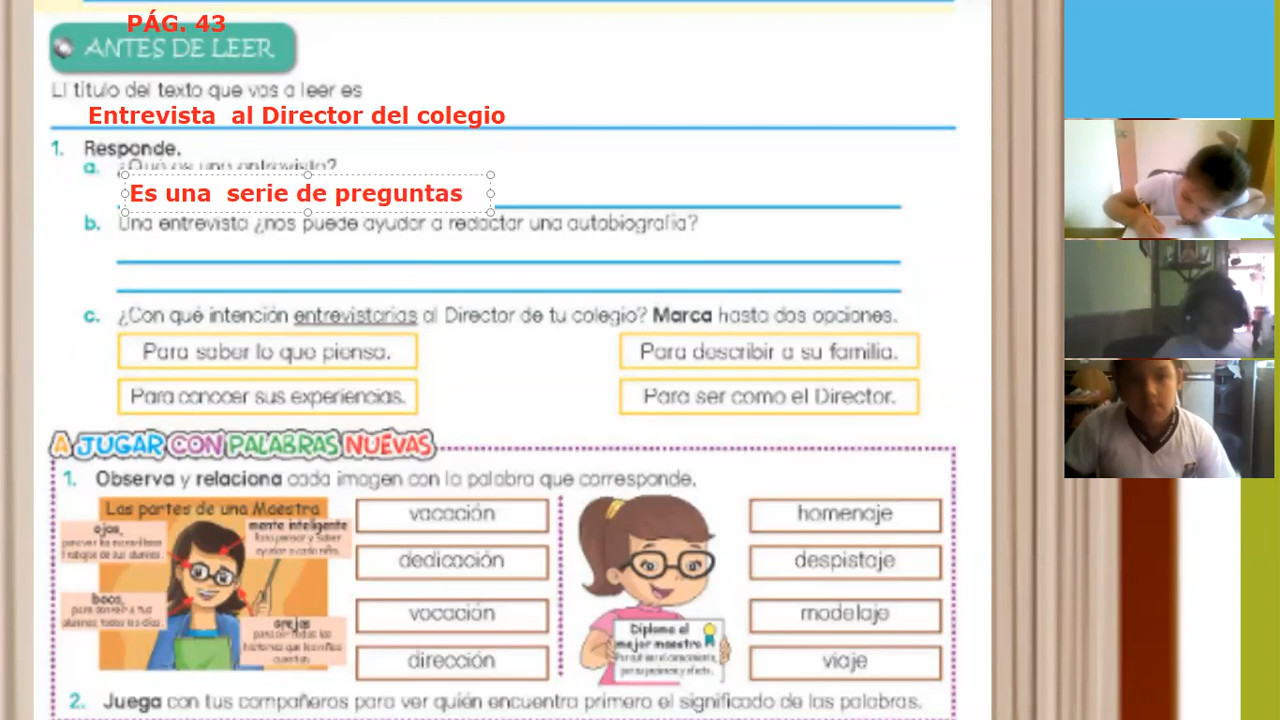 PÁG. 43
ANTES DE LEER
El título del texto que vas a leer es
Entrevista al Director del colegio
1. Responde.
a. ¿Qué es una entrevista?
Es una serie de preguntas
b. Una entrevista ¿nos puede ayudar a redactar una autobiografía?
c. ¿Con qué intención entrevistarías al Director de tu colegio? Marca hasta dos opciones.
Para saber lo que piensa.
Para describir a su familia.
Para conocer sus experiencias.
Para ser como el Director.
A JUGAR CON PALABRAS NUEVAS
1. Observa y relaciona cada imagen con la palabra que corresponde.
Las partes de una Maestra
ojos,
mente inteligente
boca,
orejas
vacación
dedicación
vocación
dirección
Diploma al
mejor maestro
homenaje
despistaje
modelaje
viaje
2. Juega con tus compañeros para ver quién encuentra primero el significado de las palabras.